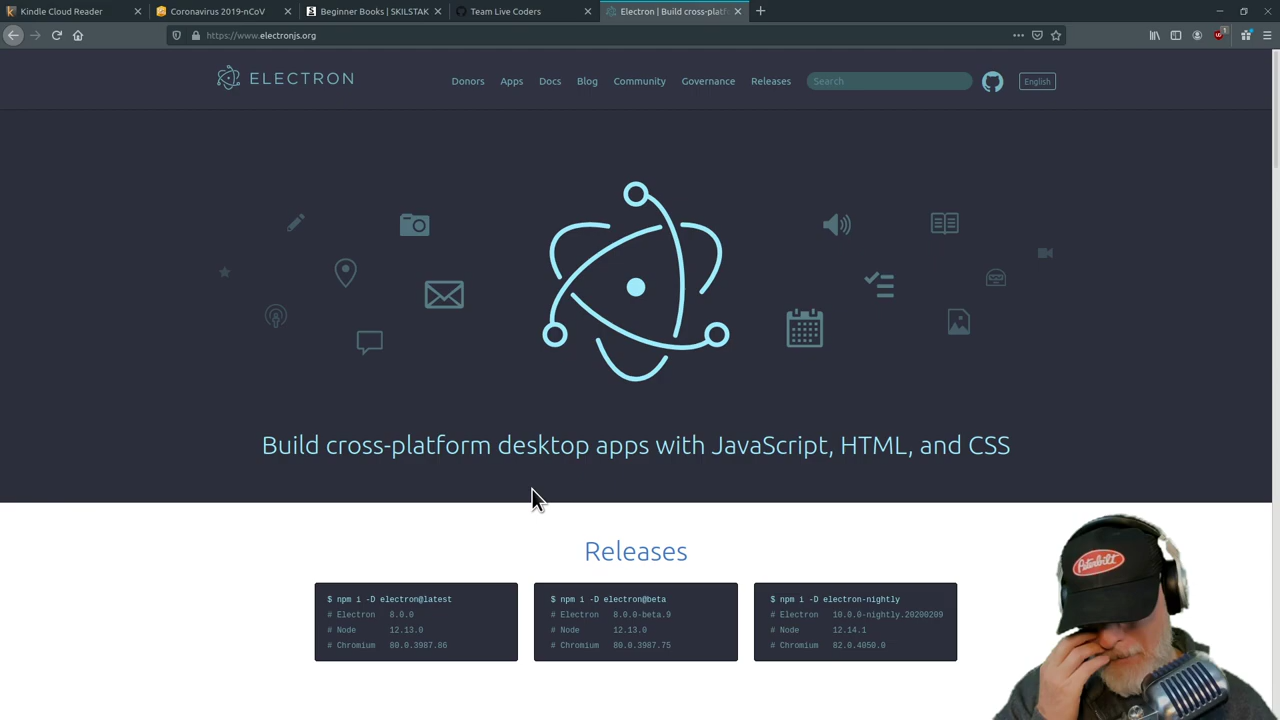 Kindle Cloud Reader
Coronavirus 2019-nCoV
Beginner Books | SKILSTAK
Team Live Coders
Electron | Build cross-platf
https://www.electronjs.org
1
ELECTRON
Donors Apps Docs Blog Community Governance Releases Search English
Build cross-platform desktop apps with JavaScript, HTML, and CSS
Releases
$ npm i -D electron@latest
# Electron 8.0.0
# Node 12.13.0
# Chromium 80.0.3987.86
$ npm i -D electron@beta
# Electron 8.0.0-beta.9
# Node 12.13.0
# Chromium 80.0.3987.75
$ npm i -D electron-nightly
# Electron 10.0.0-nightly.20200209
# Node 12.14.1
# Chromium 82.0.4050.0
Peterbilt